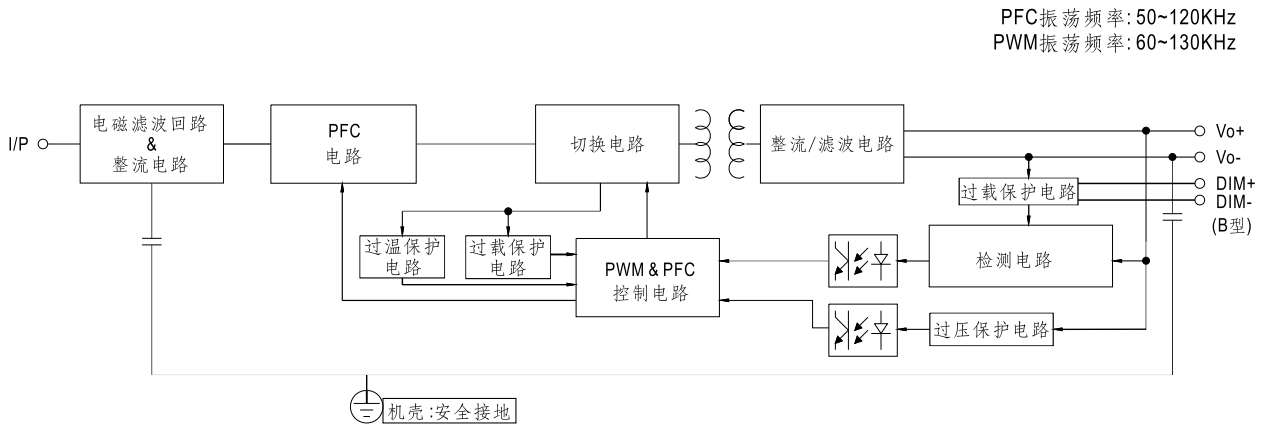 PFC振荡频率: 50~120KHz
PWM振荡频率: 60~130KHz
I/P
电磁滤波回路
&
整流电路
PFC
电路
切换电路
整流/滤波电路
Vo+
Vo-
DIM+
DIM-
(B型)
过载保护电路
过温保护
电路
过载保护
电路
PWM & PFC
控制电路
检测电路
过压保护电路
机壳:安全接地